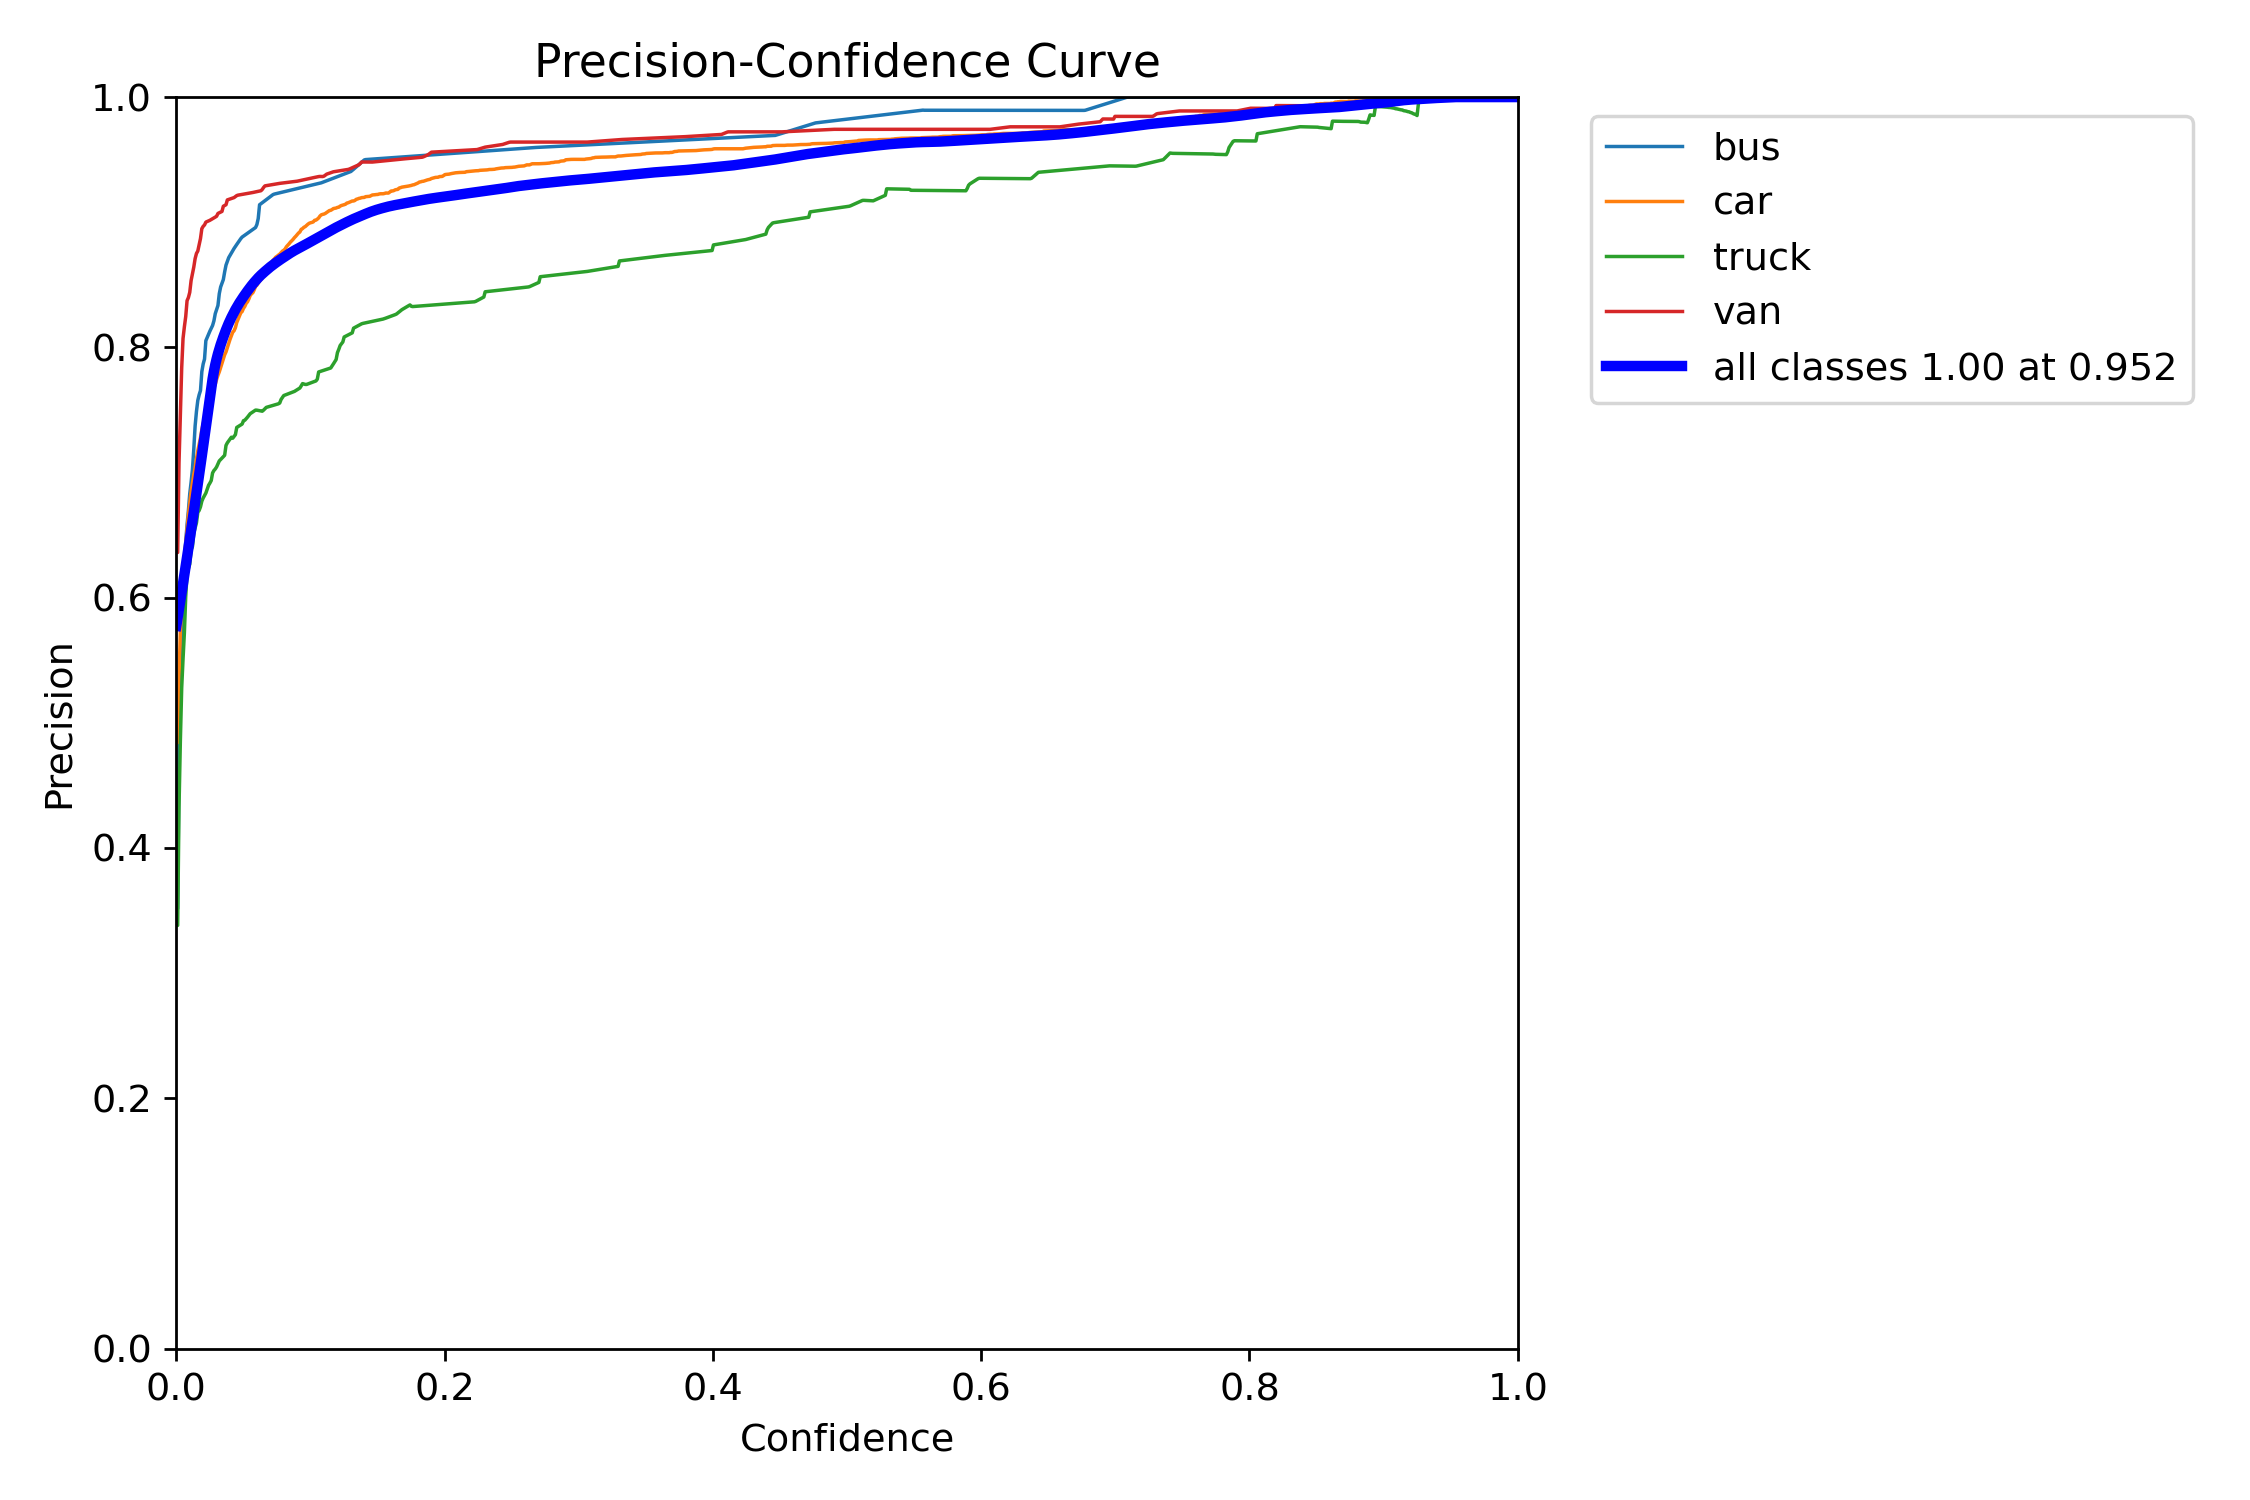 Precision-Confidence Curve
1.0
0.8
0.6
0.4
0.2
0.0
Precision
0.0 0.2 0.4 0.6 0.8 1.0
Confidence
bus
car
truck
van
all classes 1.00 at 0.952